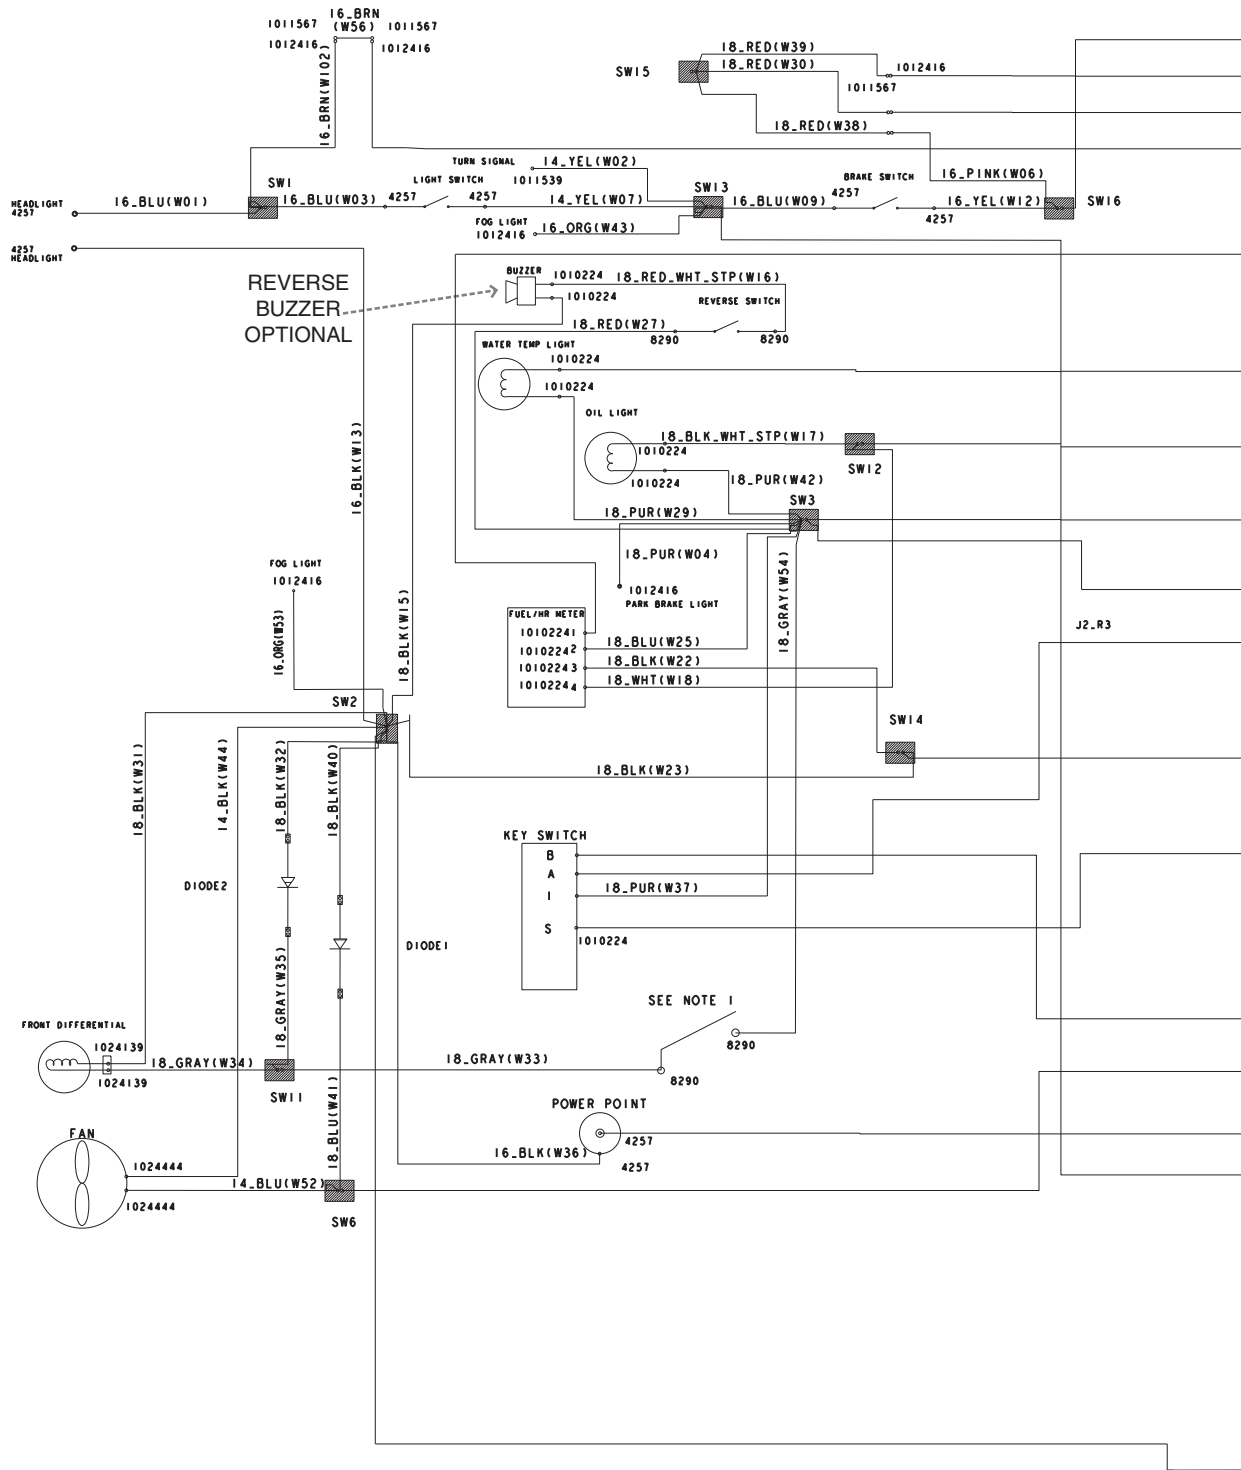 16_BRN
(W56)
1011567
1011567
1012416
1012416
16_BRN(W102)
SW15
18_RED(W39)
18_RED(W30)
1012416
1011567
18_RED(W38)
16_PINK(W06)
TURN SIGNAL
14_YEL(W02)
1011539
HEADLIGHT
4257
16_BLU(W01)
SW1
16_BLU(W03)
LIGHT SWITCH
4257
4257
14_YEL(W07)
SW13
16_BLU(W09)
BRAKE SWITCH
4257
4257
16_YEL(W12)
SW16
FOG LIGHT
1012416
16_ORG(W43)
4257
HEADLIGHT
REVERSE
BUZZER
OPTIONAL
BUZZER
1010224
18_RED_WHT_STP(W16)
1010224
REVERSE SWITCH
18_RED(W27)
8290
8290
WATER TEMP LIGHT
1010224
1010224
OIL LIGHT
18_BLK_WHT_STP(W17)
1010224
SW12
1010224
18_PUR(W42)
16_BLK(W13)
SW3
18_PUR(W29)
18_PUR(W04)
1012416
PARK BRAKE LIGHT
18_GRAY(W54)
FOG LIGHT
1012416
16_ORG(W53)
18_BLK(W15)
FUEL/HR METER
10102241
10102242
10102243
10102244
18_BLU(W25)
18_BLK(W22)
18_WHT(W18)
J2_R3
SW2
SW14
18_BLK(W23)
18_BLK(W31)
14_BLK(W44)
18_BLK(W32)
18_BLK(W40)
KEY SWITCH
B
A
I
S
18_PUR(W37)
1010224
DIODE2
DIODE1
18_GRAY(W35)
SEE NOTE 1
8290
8290
FRONT DIFFERENTIAL
1024139
1024139
18_GRAY(W34)
SW11
18_GRAY(W33)
18_BLU(W41)
POWER POINT
4257
4257
16_BLK(W36)
FAN
1024444
1024444
14_BLU(W52)
SW6